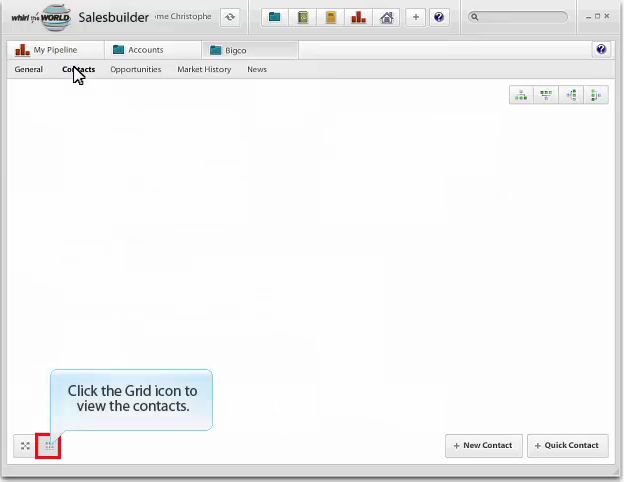 whirl the WORLD
Salesbuilder
me Christophe
My Pipeline
Accounts
Bigco
General
Contacts
Opportunities
Market History
News
Click the Grid icon to
view the contacts.
+ New Contact
+ Quick Contact